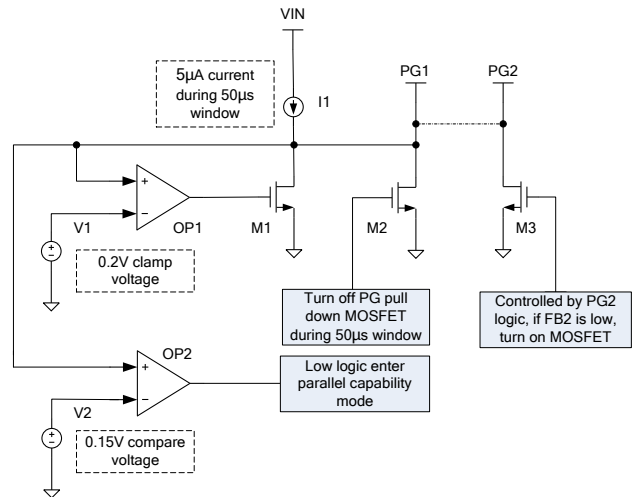 VIN
5µA current
during 50µs
window
I1
PG1
PG2
+
−
OP1
V1
+
−
0.2V clamp
voltage
M1
M2
M3
Turn off PG pull
down MOSFET
during 50µs window
Controlled by PG2
logic, if FB2 is low,
turn on MOSFET
OP2
+
−
Low logic enter
parallel capability
mode
V2
+
−
0.15V compare
voltage